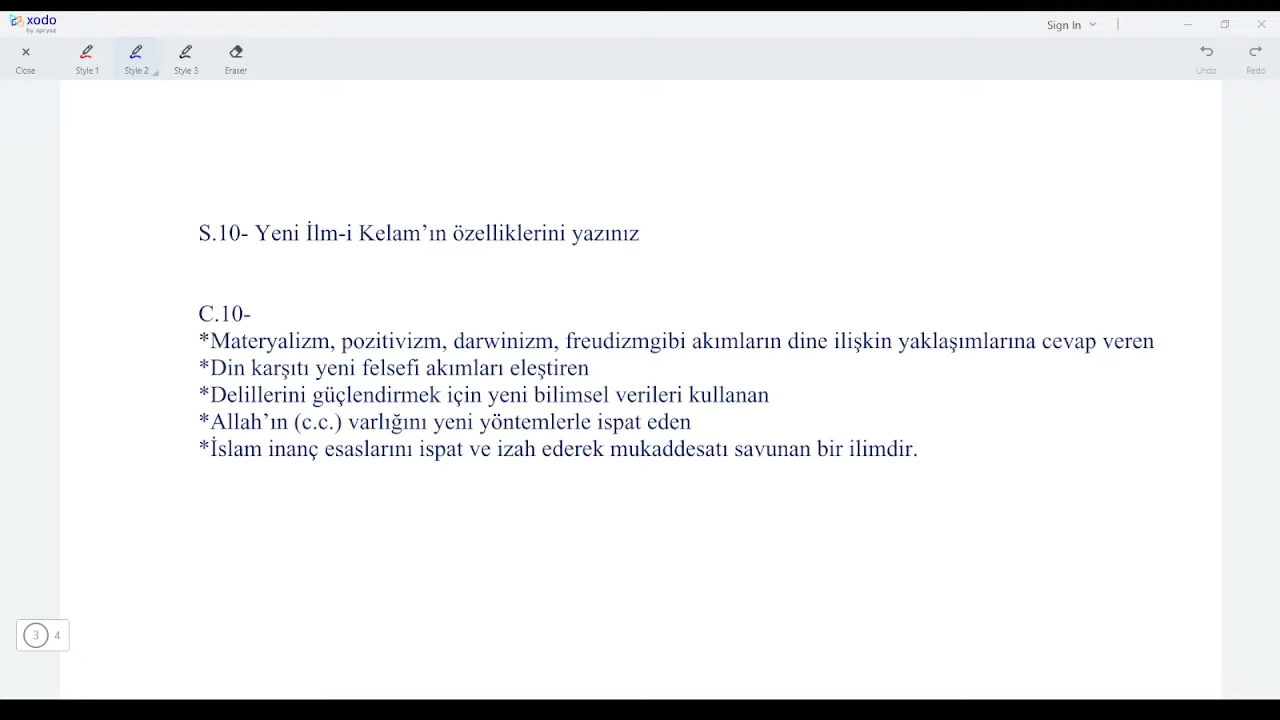 xodo
by apryse
Sign In
Close
Style 1
Style 2
Style 3
Eraser
Undo
Redo
S.10- Yeni İlm-i Kelam’ın özelliklerini yazınız
C.10-
*Materyalizm, pozitivizm, darwinizm, freudizmgibi akımların dine ilişkin yaklaşımlarına cevap veren
*Din karşıtı yeni felsefi akımları eleştiren
*Delillerini güçlendirmek için yeni bilimsel verileri kullanan
*Allah’ın (c.c.) varlığını yeni yöntemlerle ispat eden
*İslam inanç esaslarını ispat ve izah ederek mukaddesatı savunan bir ilimdir.
3 4